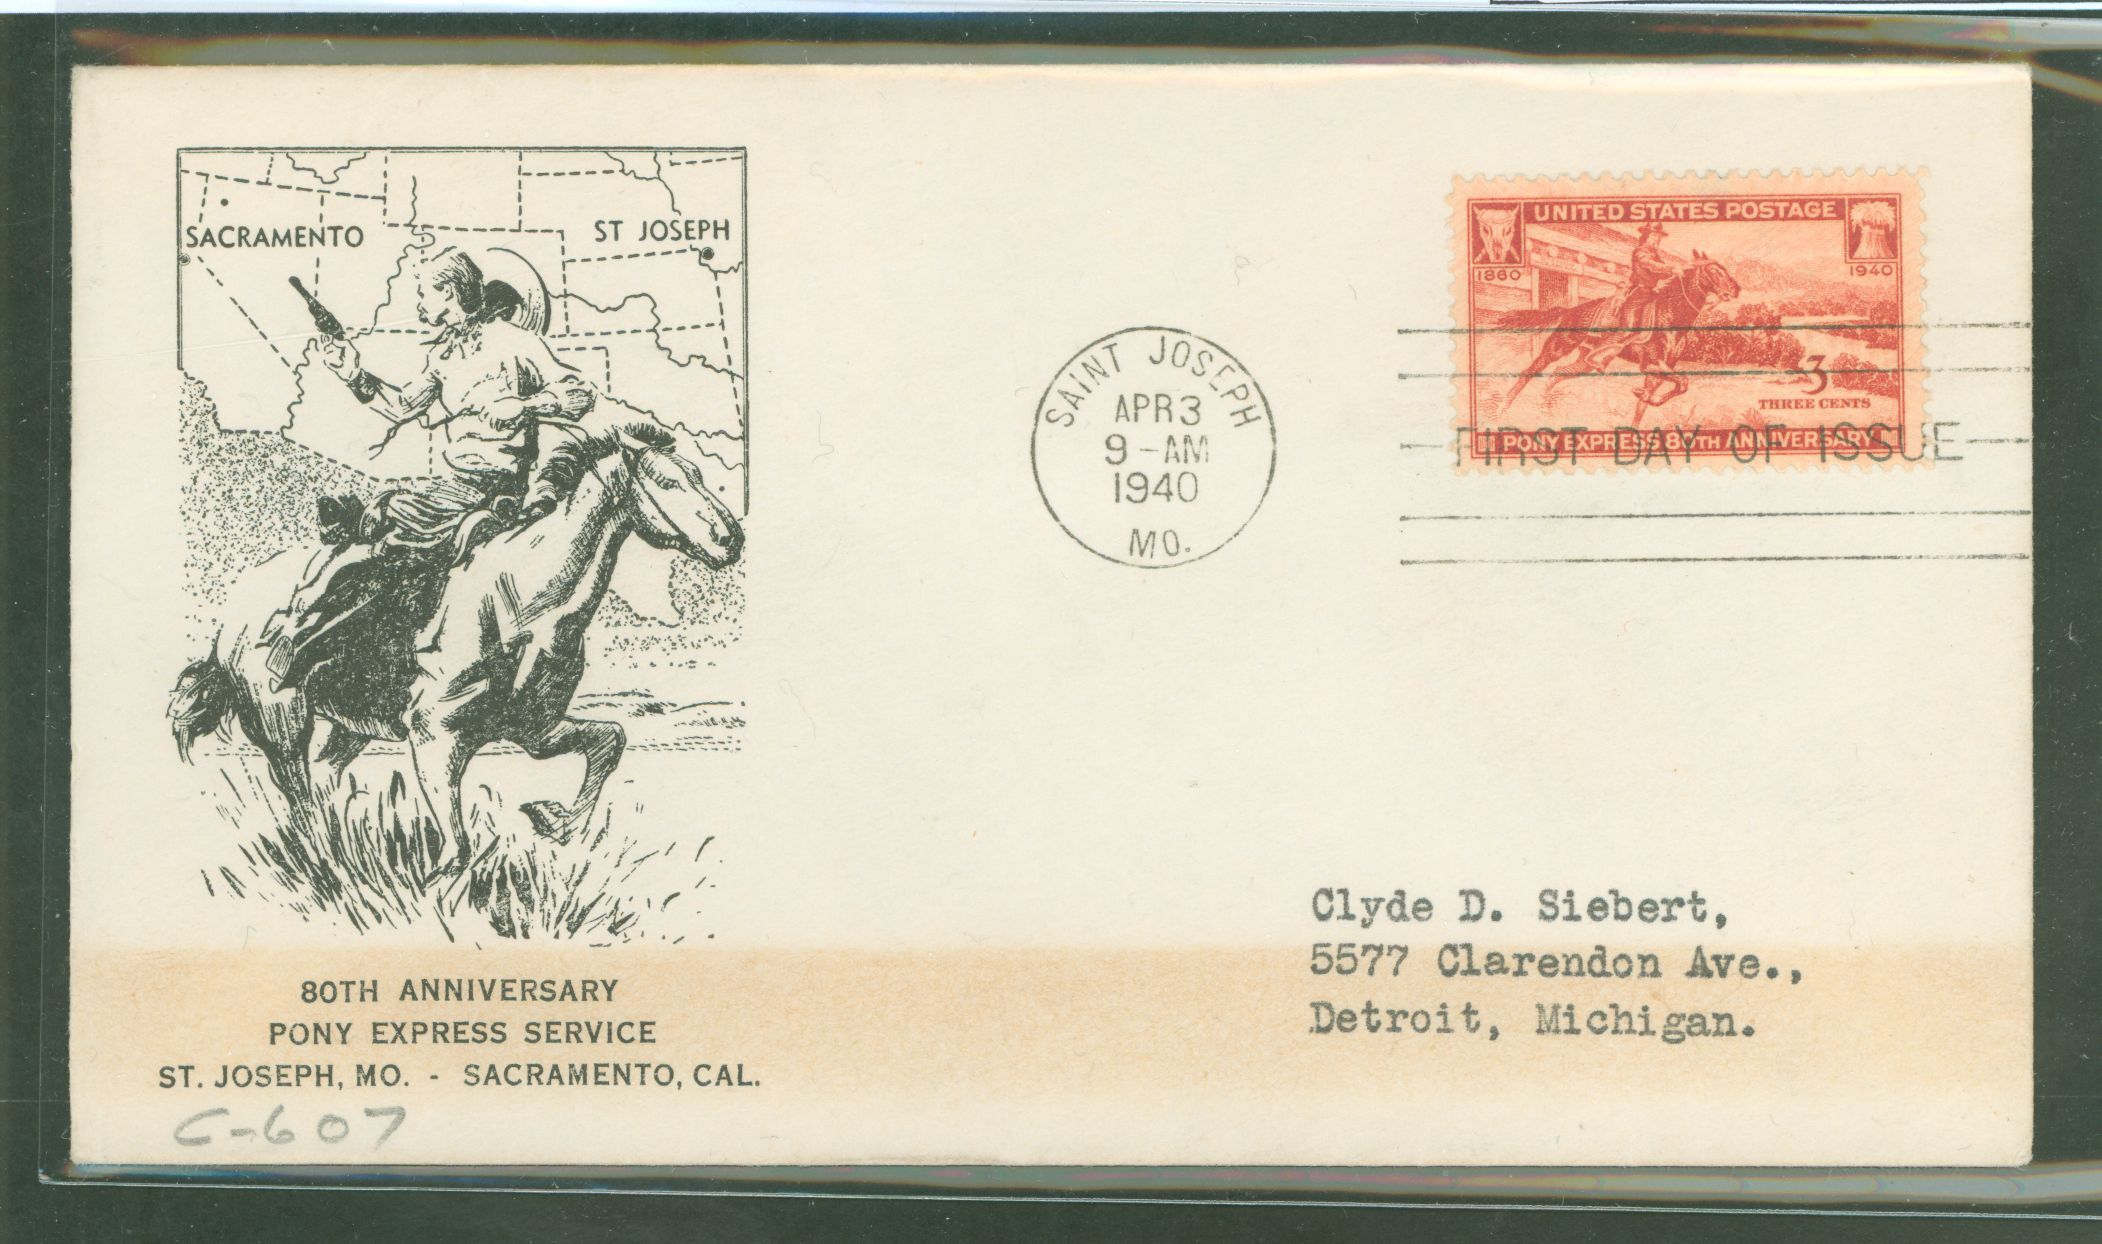 SACRAMENTO
ST JOSEPH
UNITED STATES POSTAGE
1860
1940
3
THREE CENTS
PONY EXPRESS 80TH ANNIVERSARY
SAINT JOSEPH
APR 3
9-AM
1940
MO.
FIRST DAY OF ISSUE
Clyde D. Siebert,
5577 Clarendon Ave.,
Detroit, Michigan.
80TH ANNIVERSARY
PONY EXPRESS SERVICE
ST. JOSEPH, MO. - SACRAMENTO, CAL.
C-607